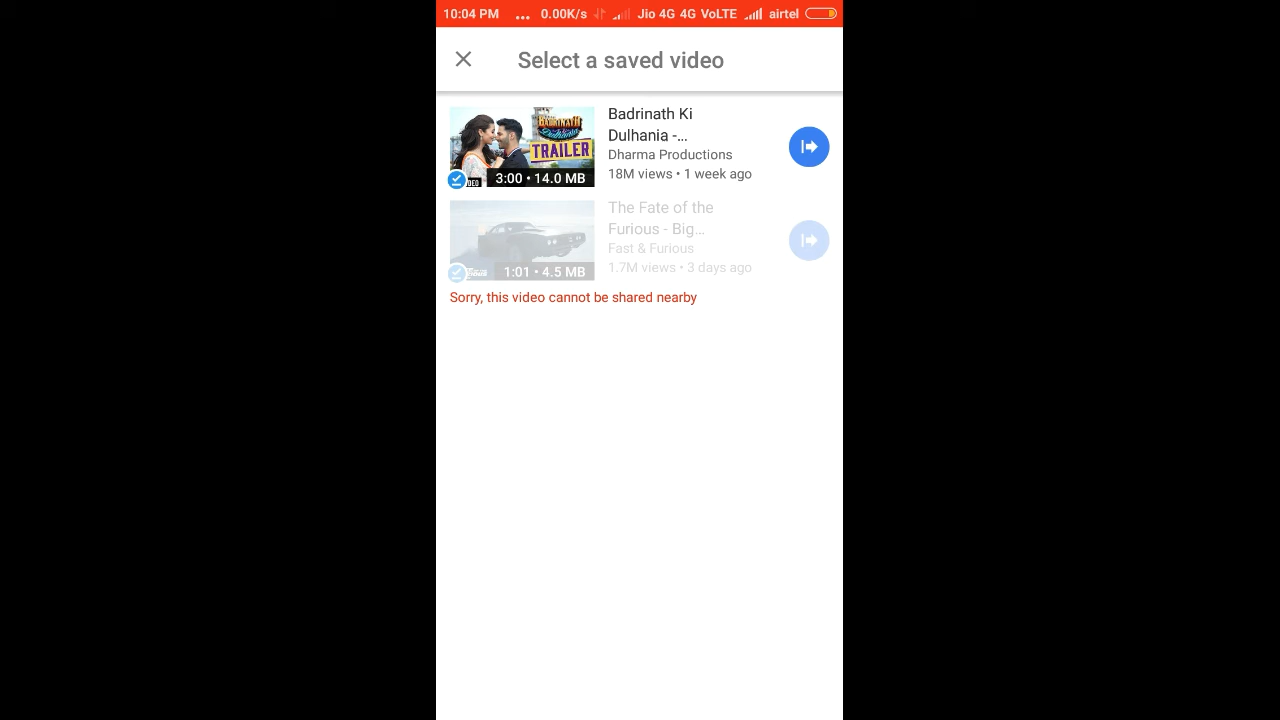 10:04 PM ... 0.00K/s Jio 4G 4G VoLTE airtel
Select a saved video
Badrinath Ki
Dulhania -...
Dharma Productions
18M views • 1 week ago
BADRINATH
Dulhania
TRAILER
3:00 • 14.0 MB
The Fate of the
Furious - Big...
Fast & Furious
1.7M views • 3 days ago
1:01 • 4.5 MB
Sorry, this video cannot be shared nearby